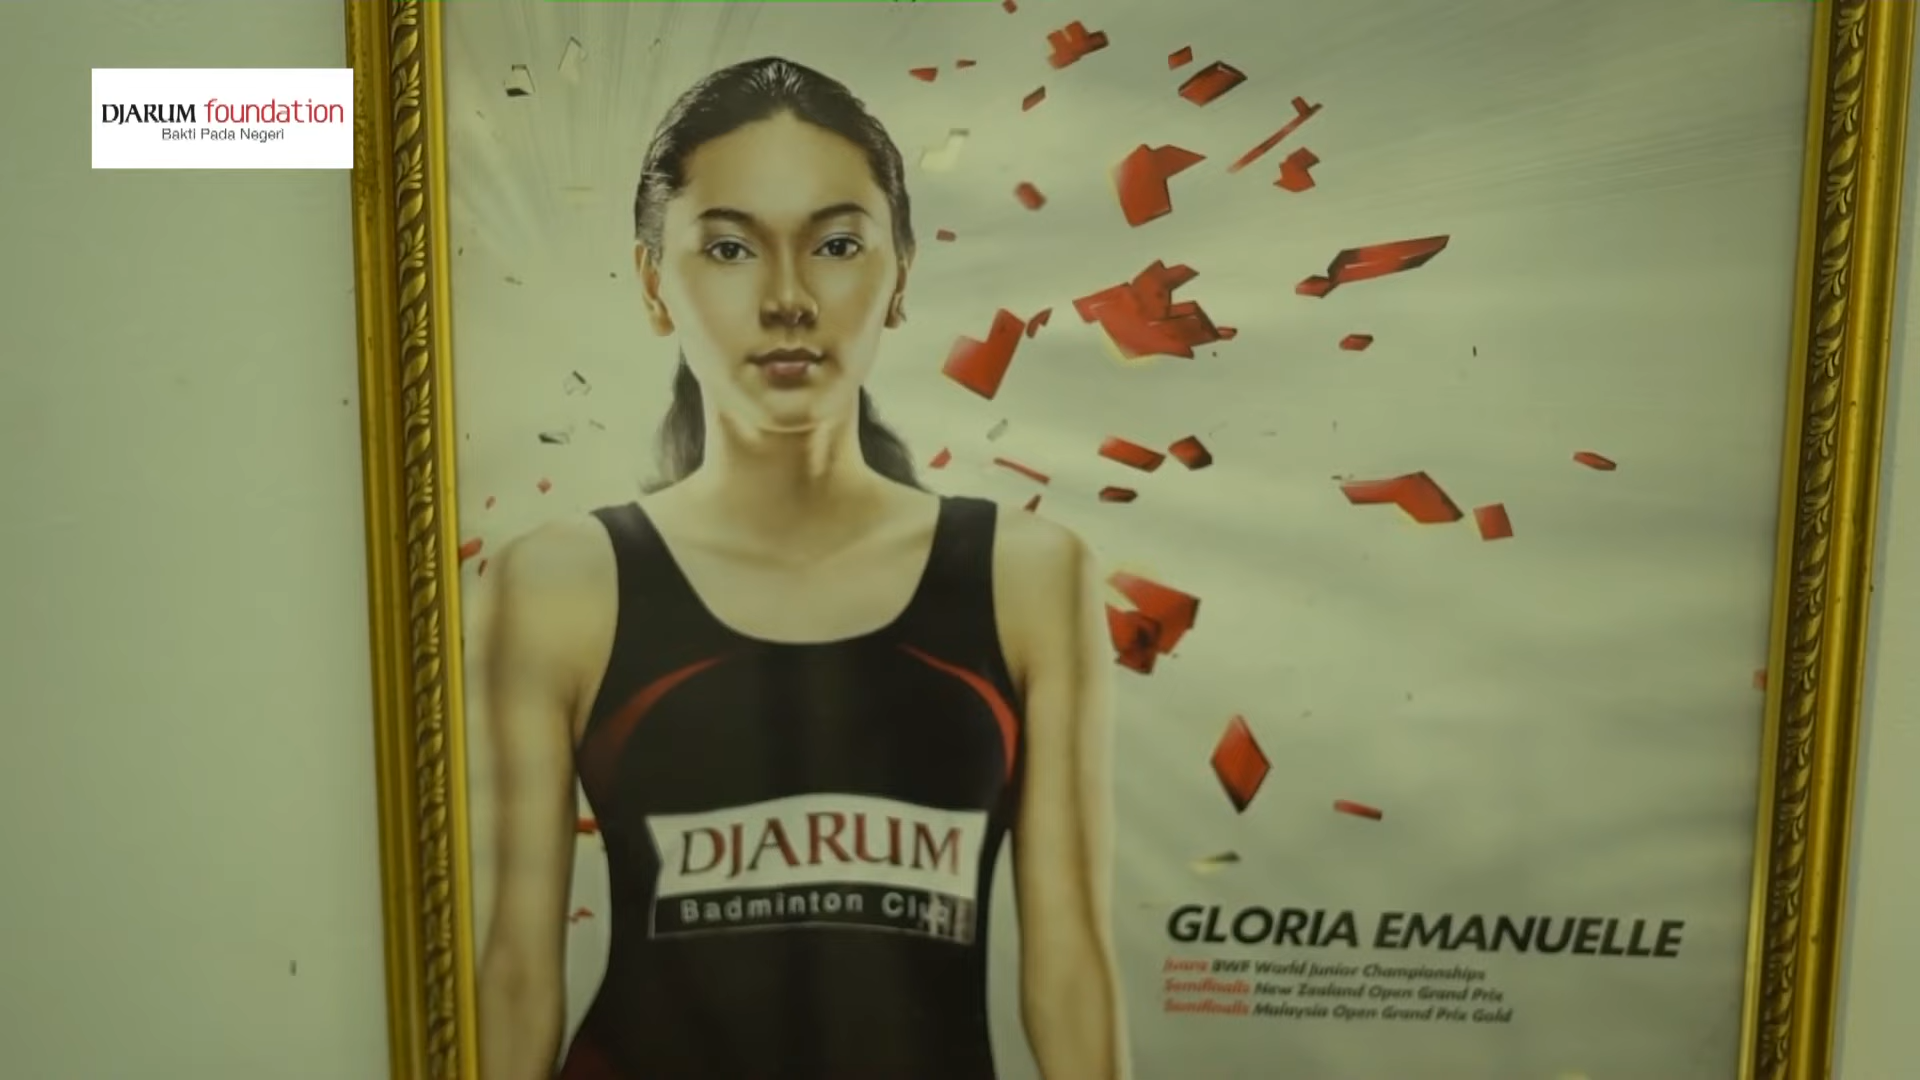 DJARUM foundation
Bakti Pada Negeri
DJARUM
Badminton Club
GLORIA EMANUELLE
Juara BWF World Junior Championships
Semifinalis New Zealand Open Grand Prix
Semifinalis Malaysia Open Grand Prix Gold